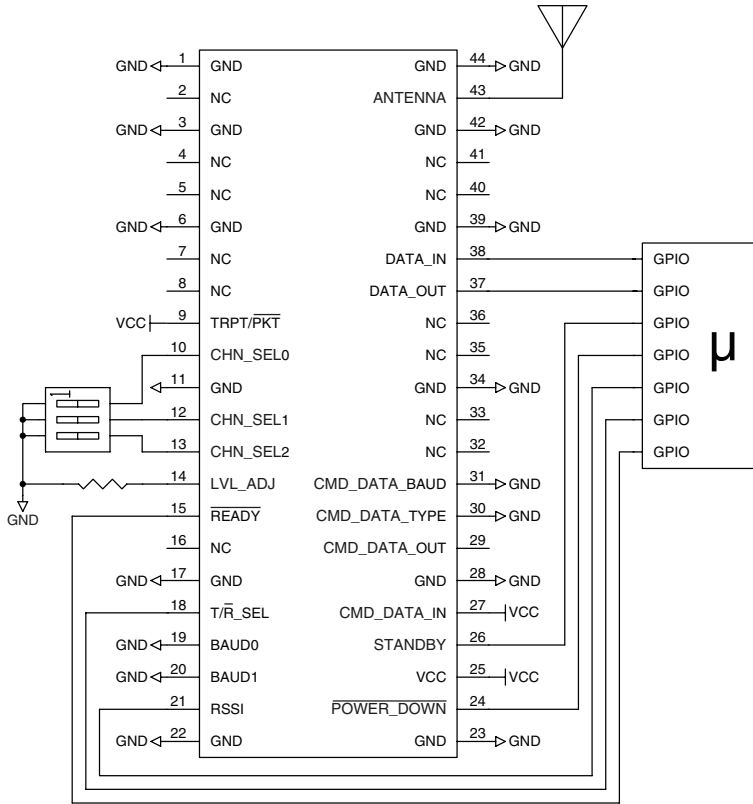 GND 1 GND GND 44 GND
2 NC ANTENNA 43
GND 3 GND GND 42 GND
4 NC NC 41
5 NC NC 40
GND 6 GND GND 39 GND
7 NC DATA_IN 38 GPIO
8 NC DATA_OUT 37 GPIO
VCC 9 TRPT/PKT NC 36 GPIO
10 CHN_SEL0 NC 35 GPIO
μ
11 GND GND 34 GND GPIO
1
12 CHN_SEL1 NC 33 GPIO
13 CHN_SEL2 NC 32 GPIO
14 LVL_ADJ CMD_DATA_BAUD 31 GND
GND
15 READY CMD_DATA_TYPE 30 GND
16 NC CMD_DATA_OUT 29
GND 17 GND GND 28 GND
18 T/R_SEL CMD_DATA_IN 27 VCC
GND 19 BAUD0 STANDBY 26
GND 20 BAUD1 VCC 25 VCC
21 RSSI POWER_DOWN 24
GND 22 GND GND 23 GND